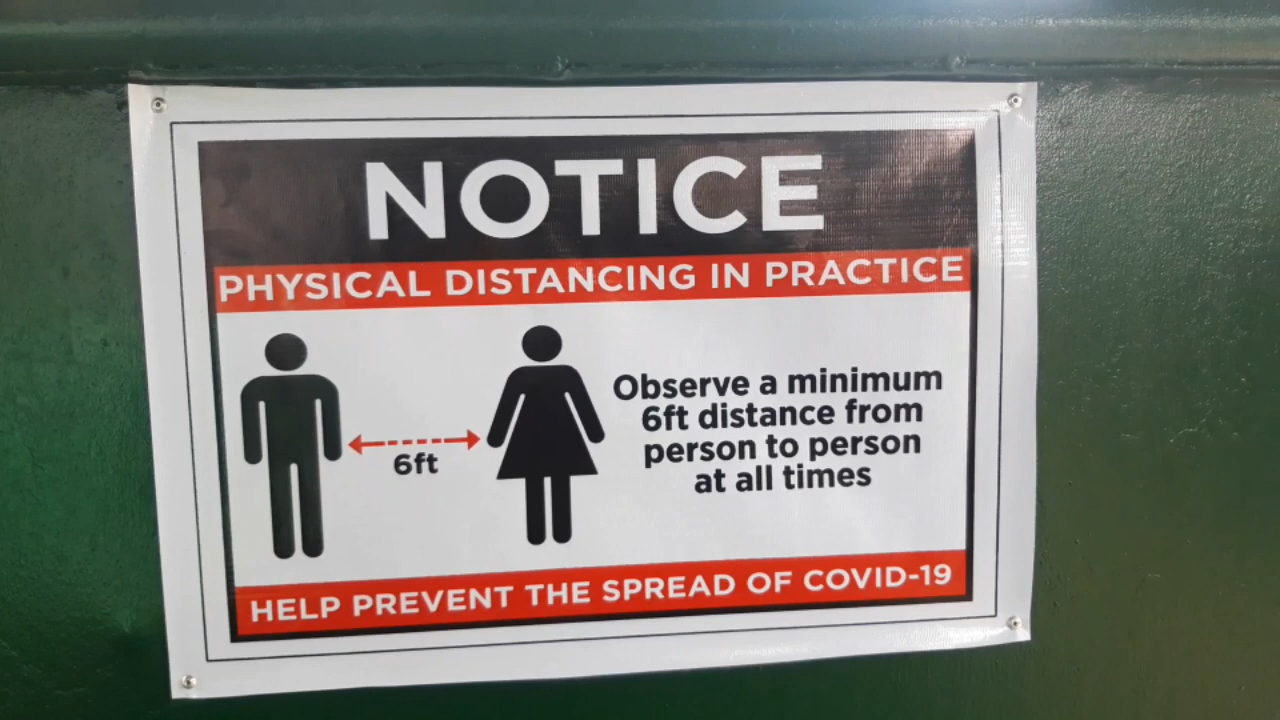 NOTICE
PHYSICAL DISTANCING IN PRACTICE
6ft
Observe a minimum
6ft distance from
person to person
at all times
HELP PREVENT THE SPREAD OF COVID-19